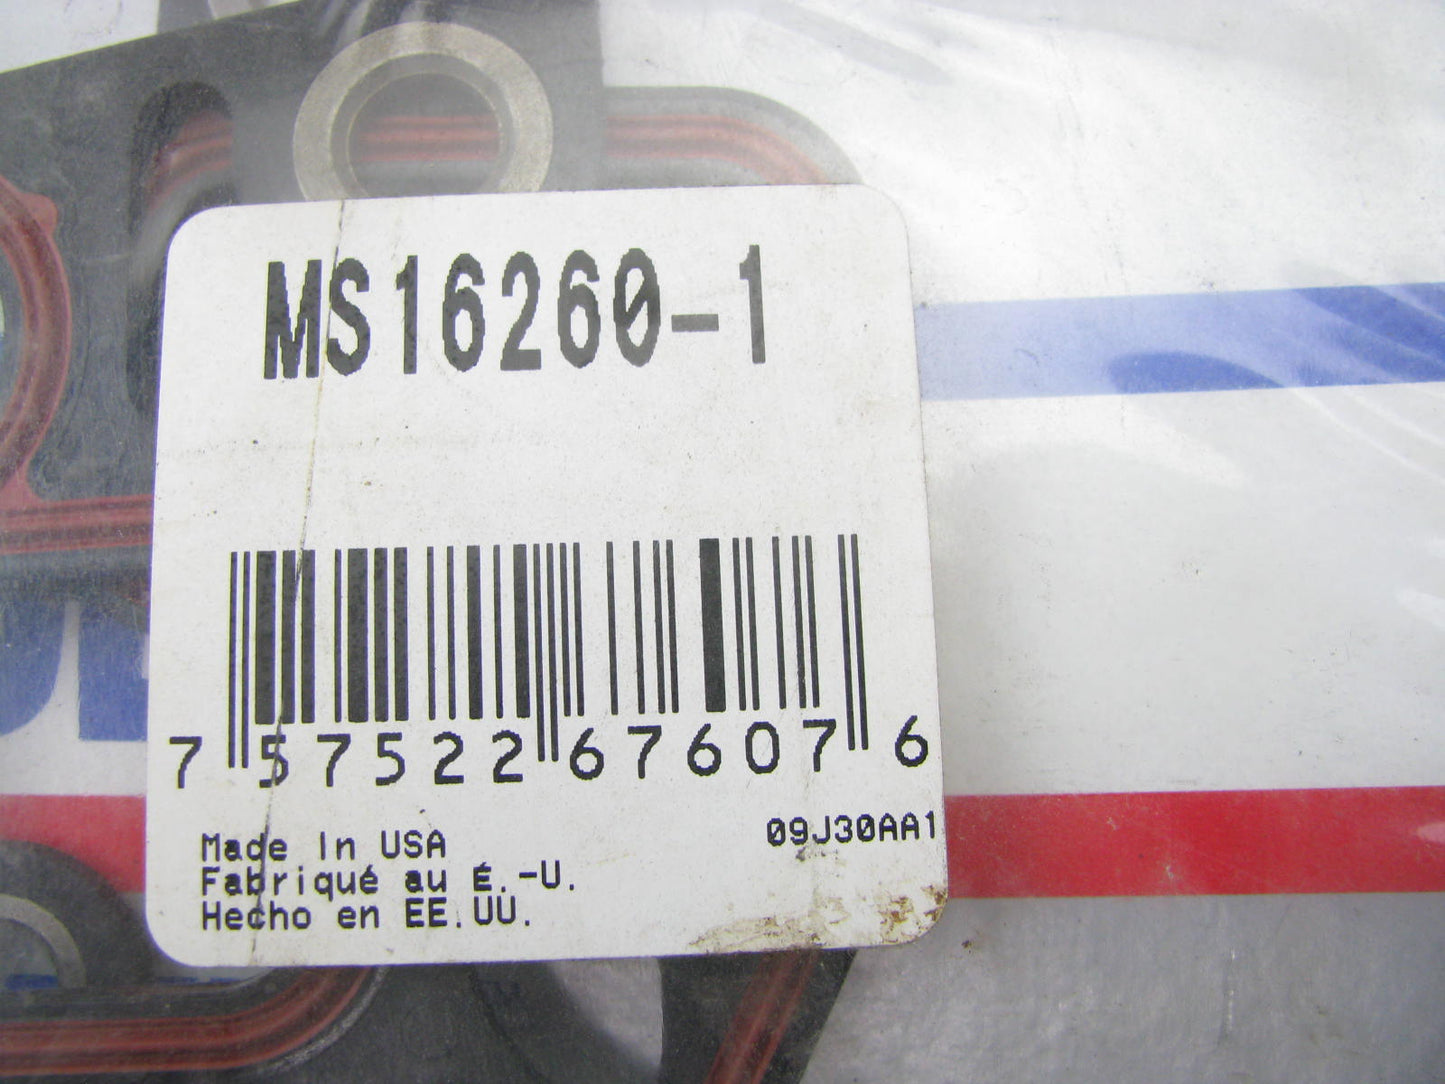 MS16260-1
7 57522 67607 6
09J30AA1
Made In USA
Fabriqué au É.-U.
Hecho en EE.UU.